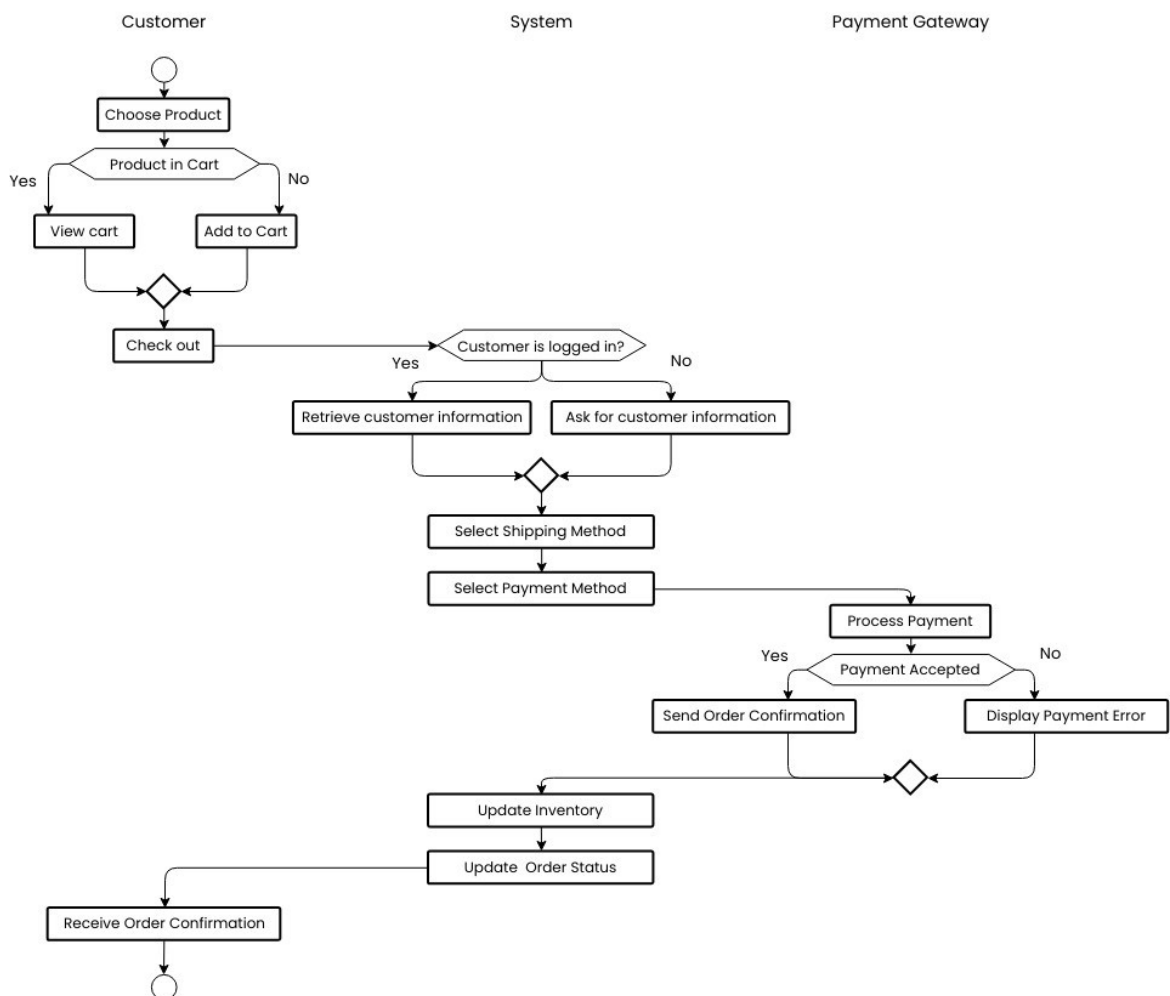 Customer
System
Payment Gateway
Choose Product
Product in Cart
Yes
No
View cart
Add to Cart
Check out
Customer is logged in?
Yes
No
Retrieve customer information
Ask for customer information
Select Shipping Method
Select Payment Method
Process Payment
Yes
Payment Accepted
No
Send Order Confirmation
Display Payment Error
Update Inventory
Update Order Status
Receive Order Confirmation